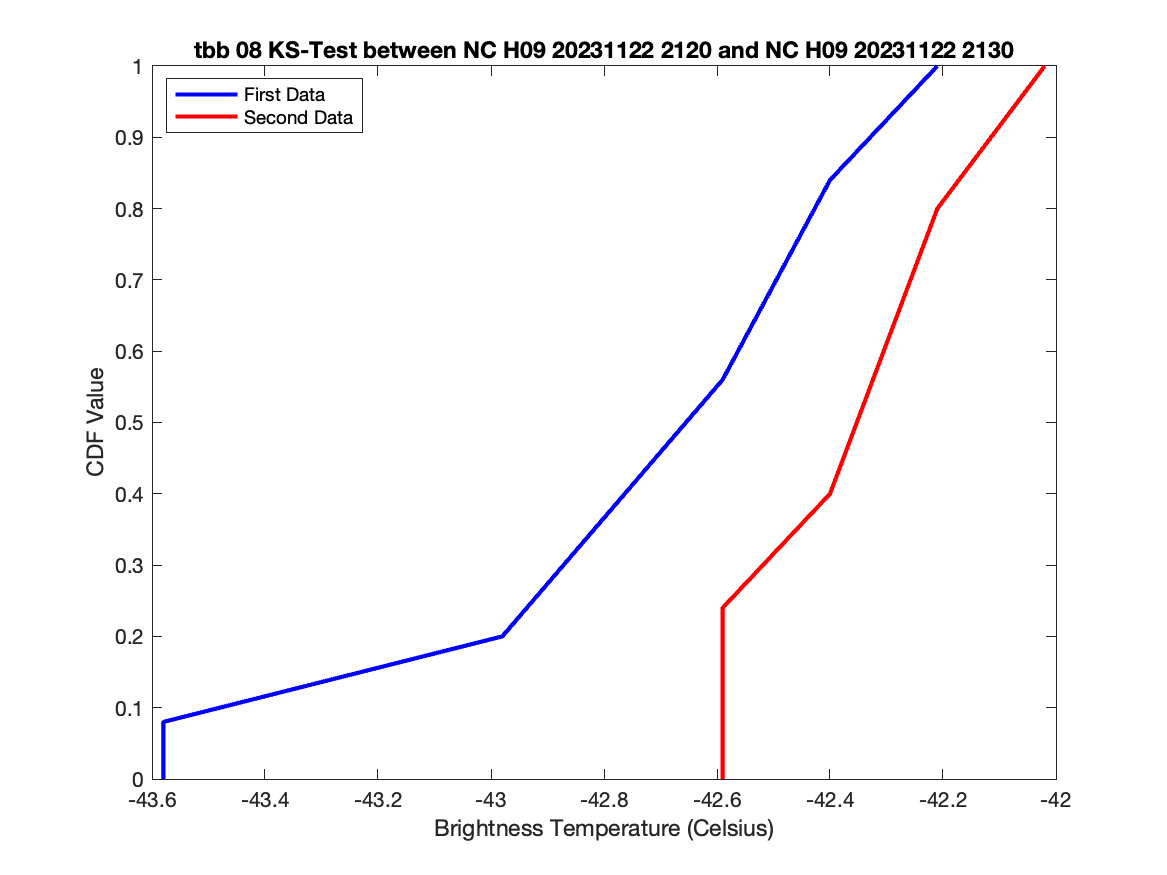 tbb 08 KS-Test between NC H09 20231122 2120 and NC H09 20231122 2130
First Data
Second Data
CDF Value
1
0.9
0.8
0.7
0.6
0.5
0.4
0.3
0.2
0.1
0
-43.6 -43.4 -43.2 -43 -42.8 -42.6 -42.4 -42.2 -42
Brightness Temperature (Celsius)